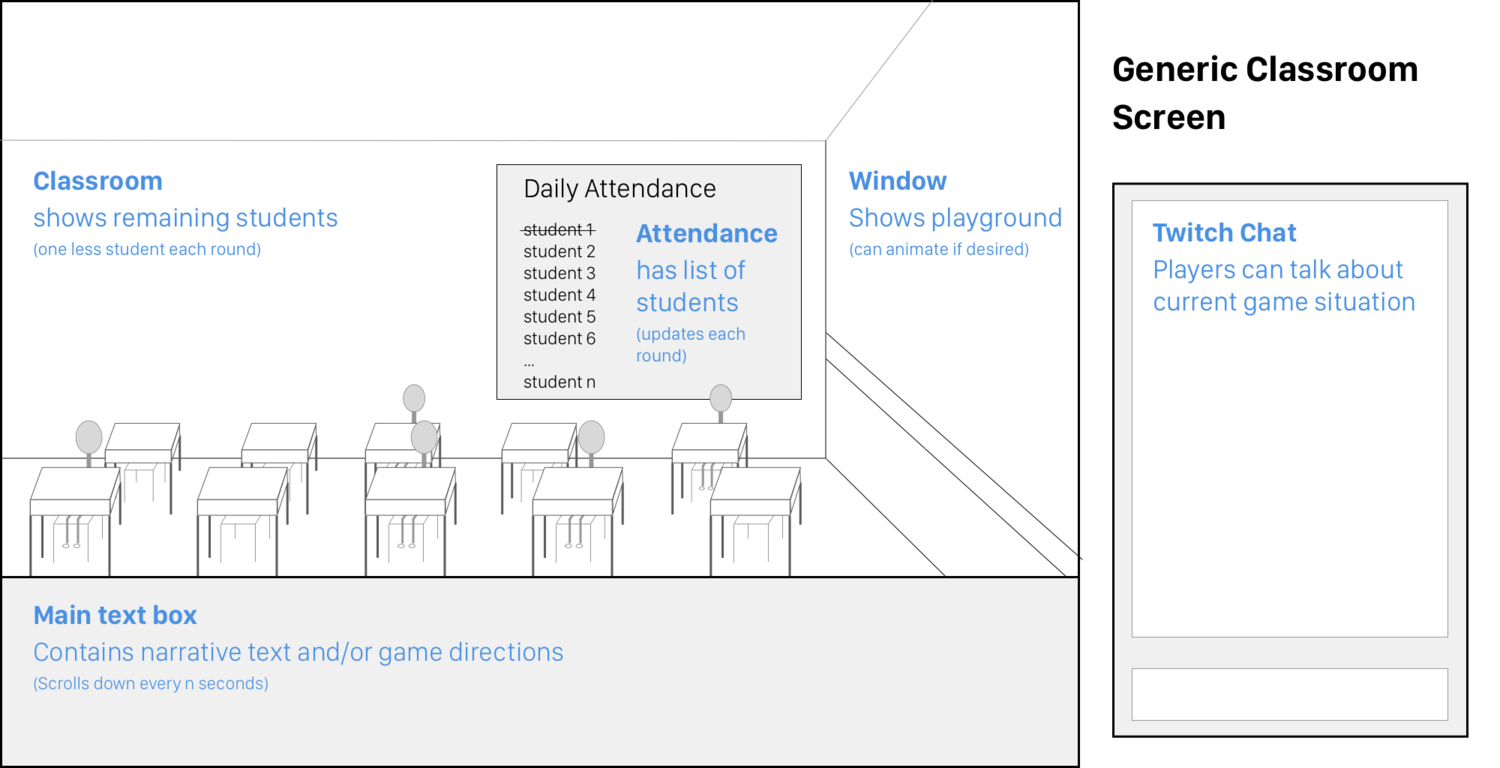 Generic Classroom
Screen
Classroom
shows remaining students
(one less student each round)
Daily Attendance
student 1
student 2
student 3
student 4
student 5
student 6
...
student n
Attendance
has list of
students
(updates each
round)
Window
Shows playground
(can animate if desired)
Twitch Chat
Players can talk about
current game situation
Main text box
Contains narrative text and/or game directions
(Scrolls down every n seconds)